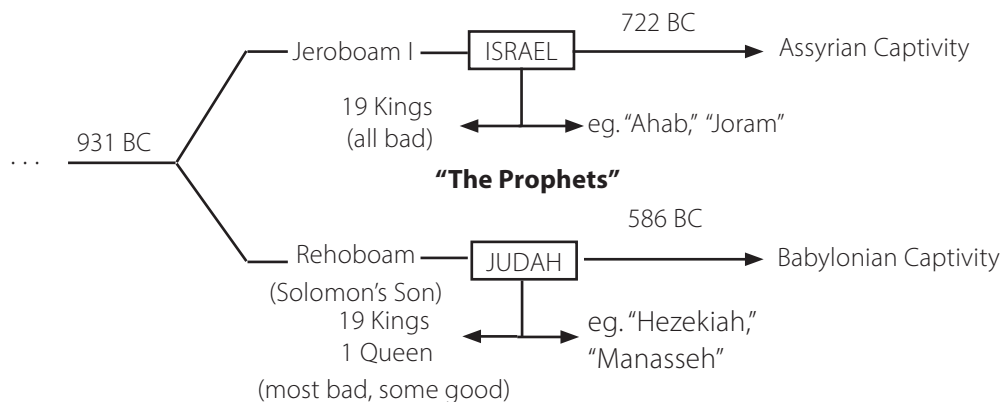 722 BC
Jeroboam I
ISRAEL
Assyrian Captivity
19 Kings
(all bad)
eg. “Ahab,” “Joram”
931 BC
...
“The Prophets”
586 BC
Rehoboam
JUDAH
Babylonian Captivity
(Solomon’s Son)
19 Kings
1 Queen
(most bad, some good)
eg. “Hezekiah,”
“Manasseh”